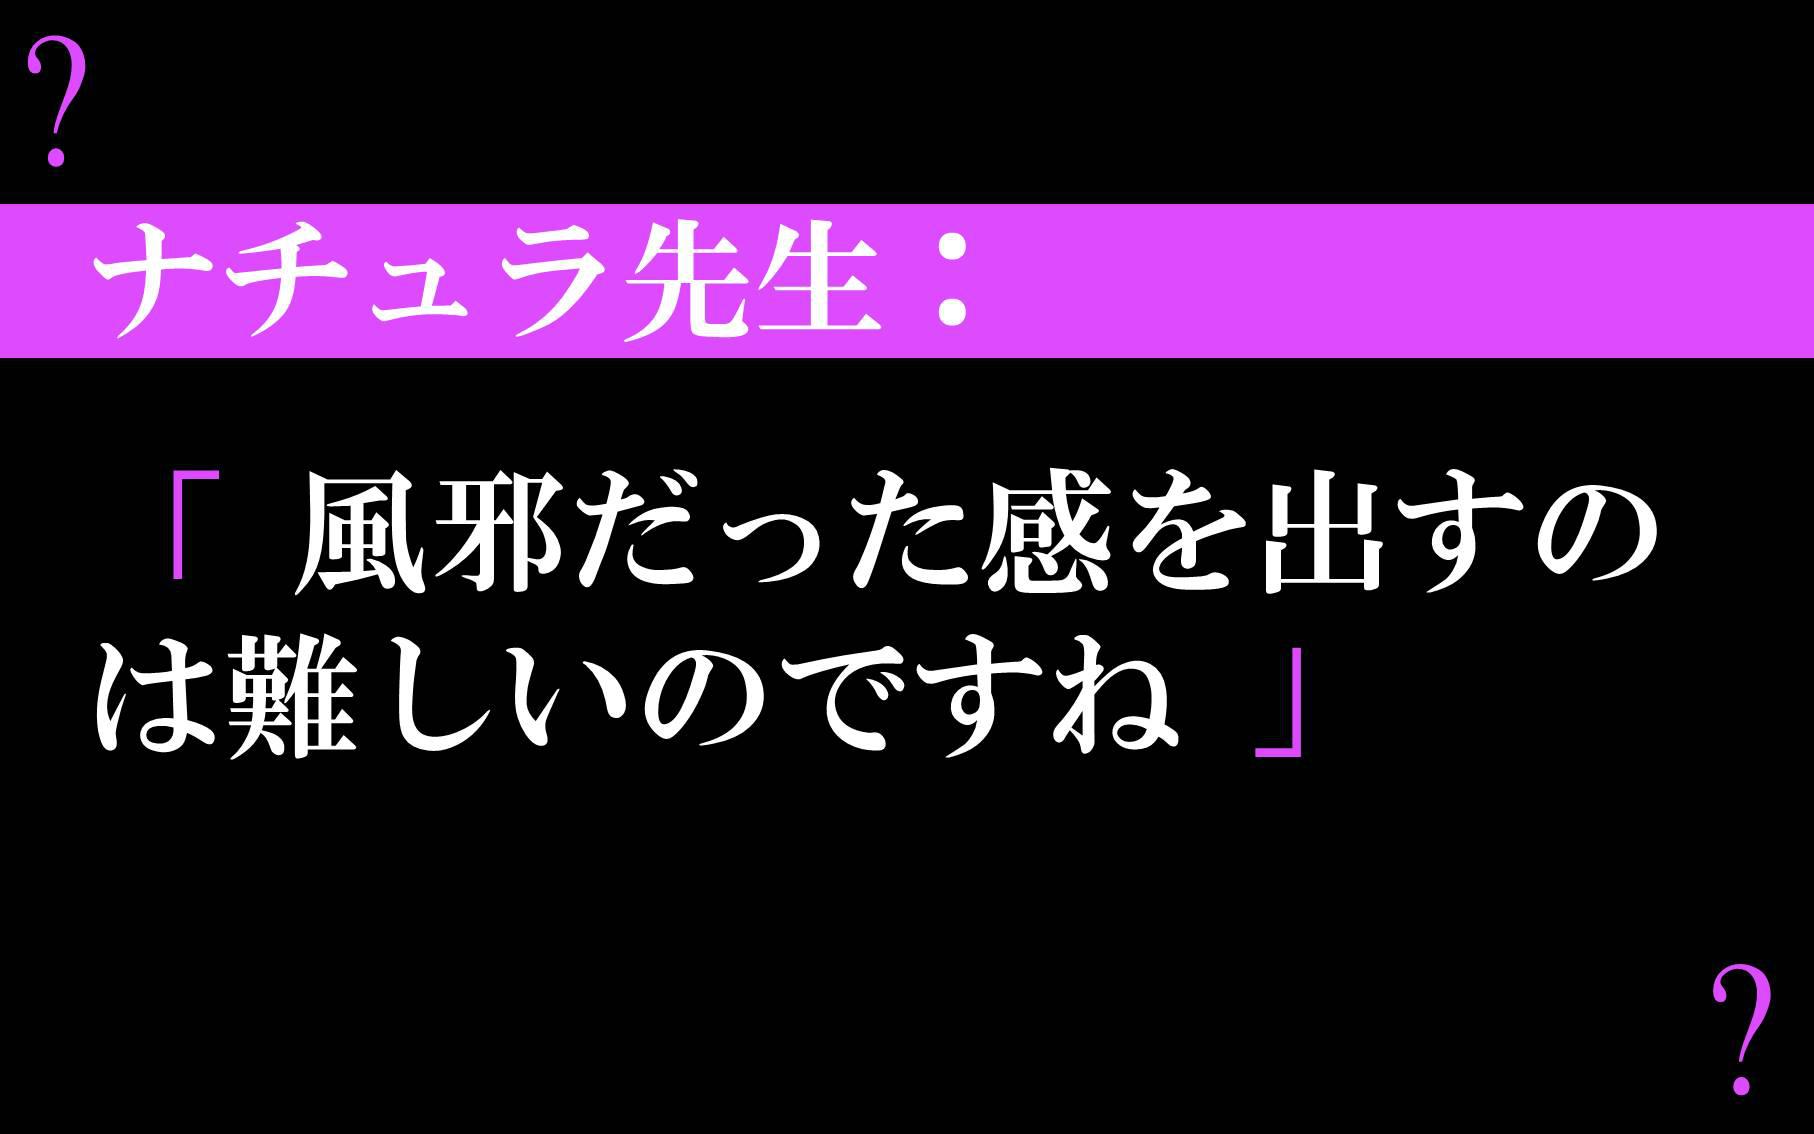 ?
ナチュラ先生：
「 風邪だった感を出すの
は難しいのですね 」
?